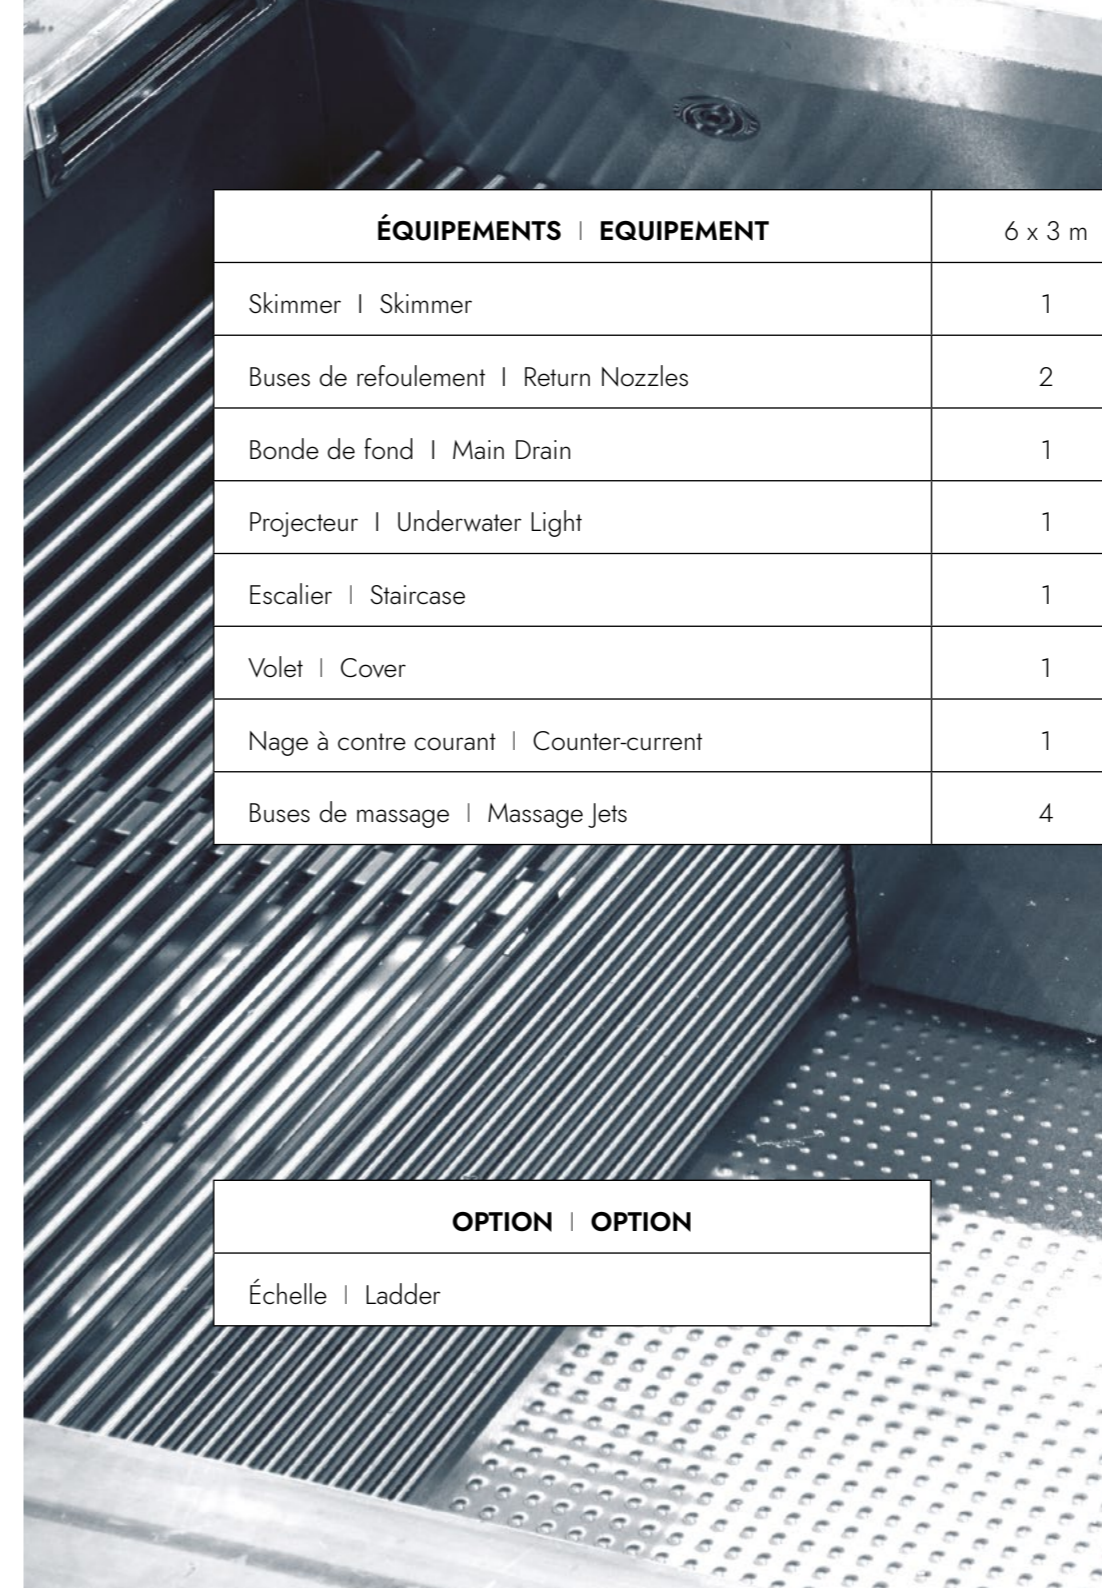 ÉQUIPEMENTS | EQUIPEMENT 6 x 3 m
Skimmer | Skimmer 1
Buses de refoulement | Return Nozzles 2
Bonde de fond | Main Drain 1
Projecteur | Underwater Light 1
Escalier | Staircase 1
Volet | Cover 1
Nage à contre courant | Counter-current 1
Buses de massage | Massage Jets 4
OPTION | OPTION
Échelle | Ladder